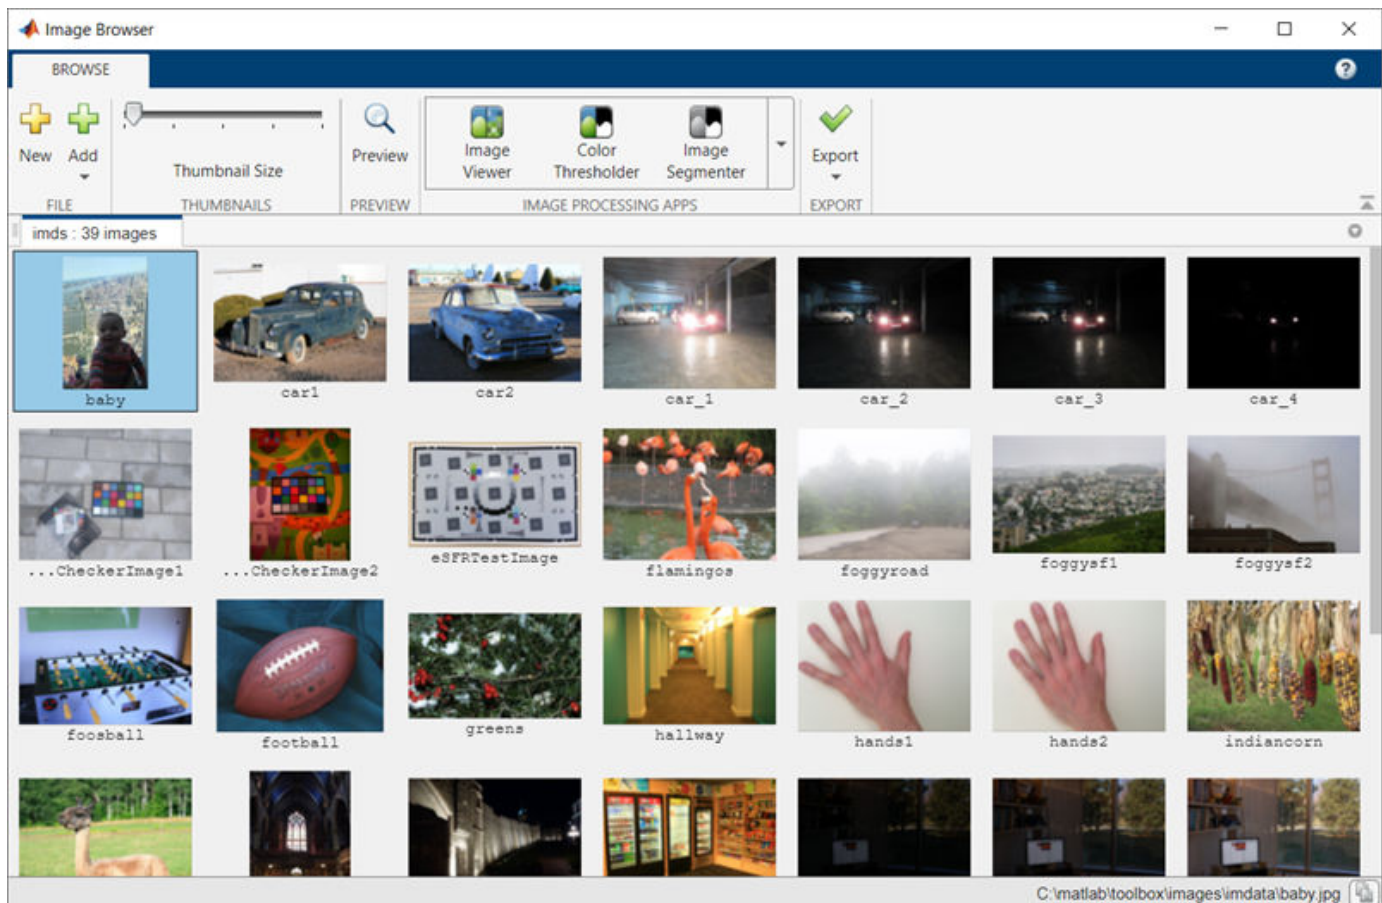 Image Browser
BROWSE
New
Add
Thumbnail Size
Preview
Image Viewer
Color Thresholder
Image Segmenter
Export
FILE
THUMBNAILS
PREVIEW
IMAGE PROCESSING APPS
EXPORT
imds : 39 images
baby
car1
car2
car_1
car_2
car_3
car_4
...CheckerImage1
...CheckerImage2
eSFRTestImage
flamingos
foggyroad
foggysf1
foggysf2
foosball
football
greens
hallway
hands1
hands2
indiancorn
C:\matlab\toolbox\images\imdata\baby.jpg